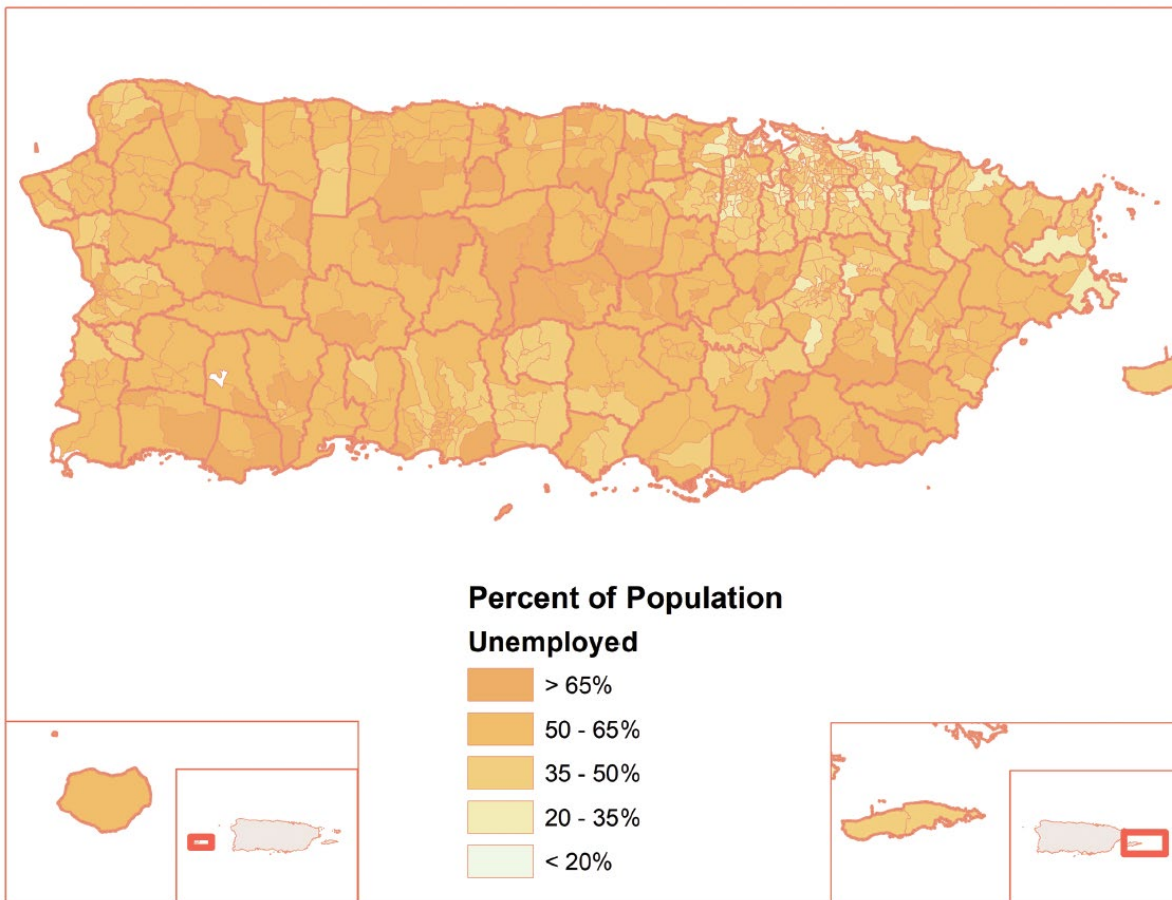 Percent of Population
Unemployed
> 65%
50 - 65%
35 - 50%
20 - 35%
< 20%